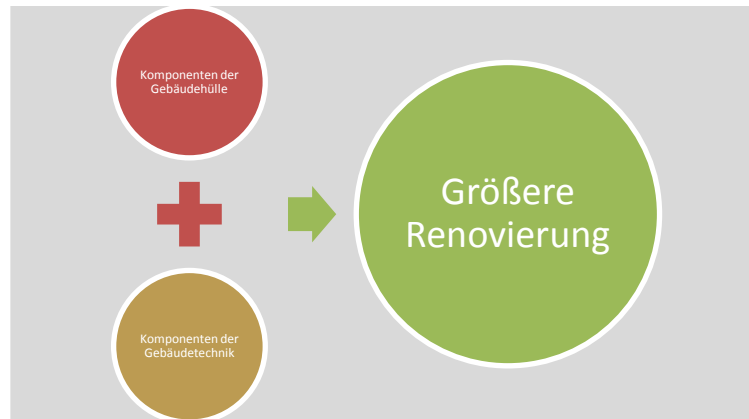 Komponenten der
Gebäudehülle
Komponenten der
Gebäudetechnik
Größere
Renovierung